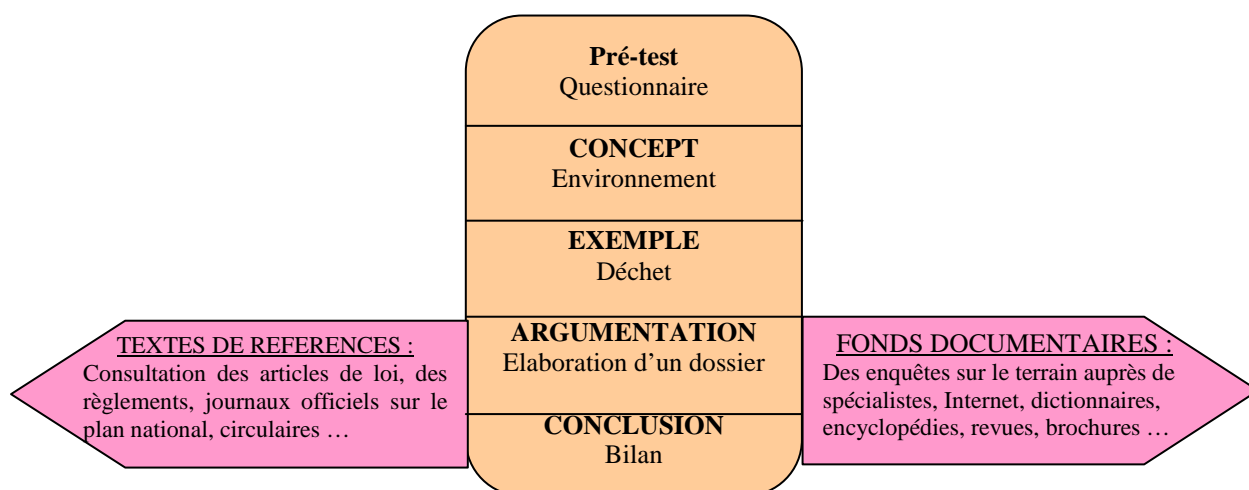 Pré-test
Questionnaire
CONCEPT
Environnement
EXEMPLE
Déchet
TEXTES DE REFERENCES :
Consultation des articles de loi, des
règlements, journaux officiels sur le
plan national, circulaires …
ARGUMENTATION
Elaboration d’un dossier
FONDS DOCUMENTAIRES :
Des enquêtes sur le terrain auprès de
spécialistes, Internet, dictionnaires,
encyclopédies, revues, brochures …
CONCLUSION
Bilan